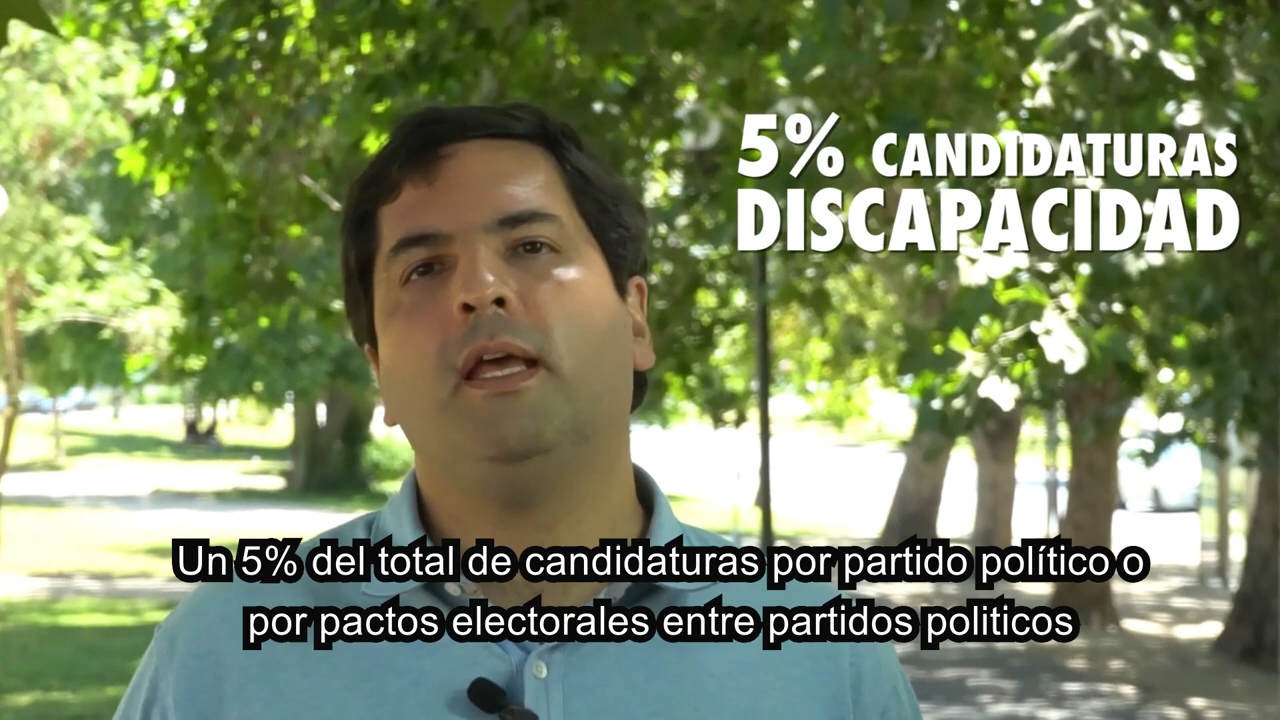 5% CANDIDATURAS
DISCAPACIDAD
Un 5% del total de candidaturas por partido político o
por pactos electorales entre partidos politicos